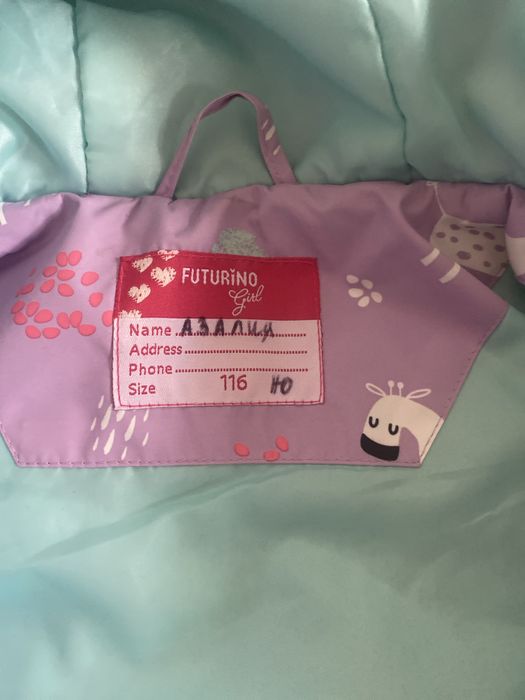 FUTURiNO
Girl
Name АЗАЛИЯ
Address
Phone
Size 116 Ю